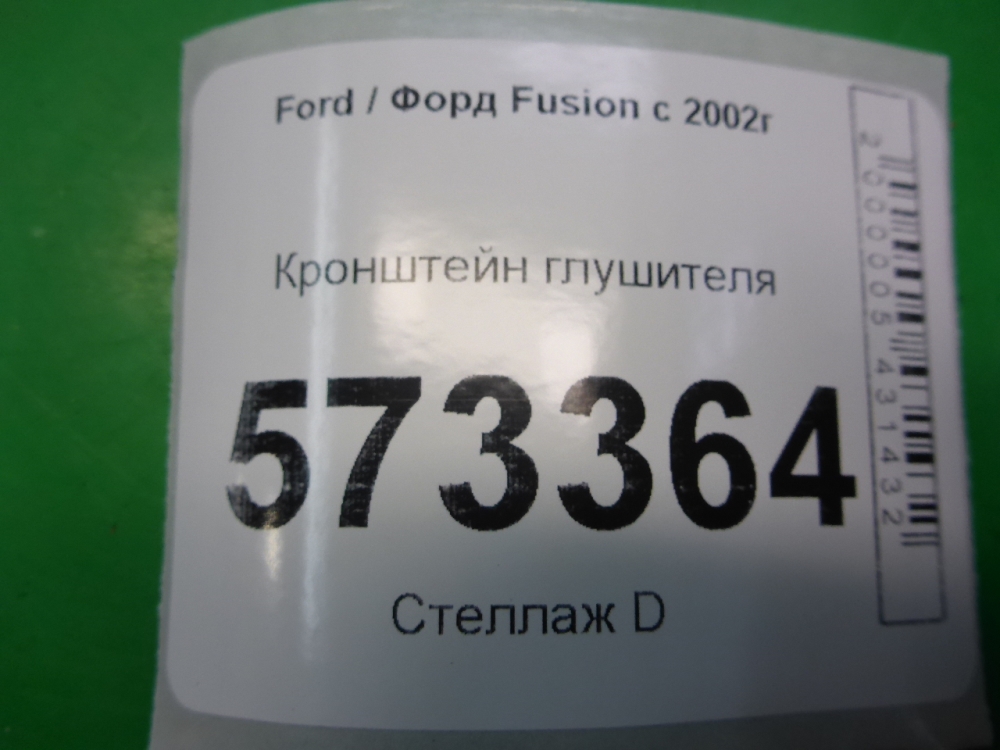 Ford / Форд Fusion с 2002г
Кронштейн глушителя
573364
Стеллаж D
2000005431432